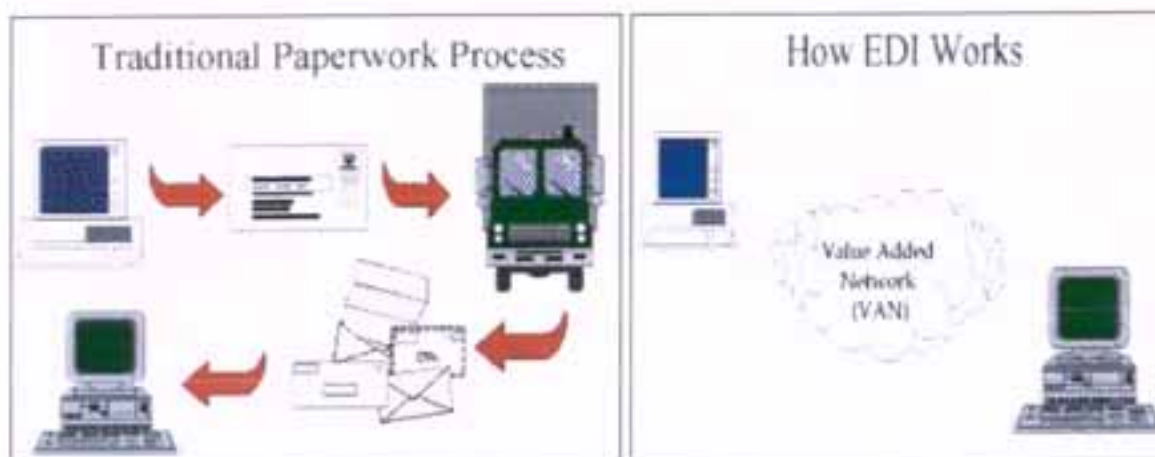 Traditional Paperwork Process
How EDI Works
Value Added
Network
(VAN)